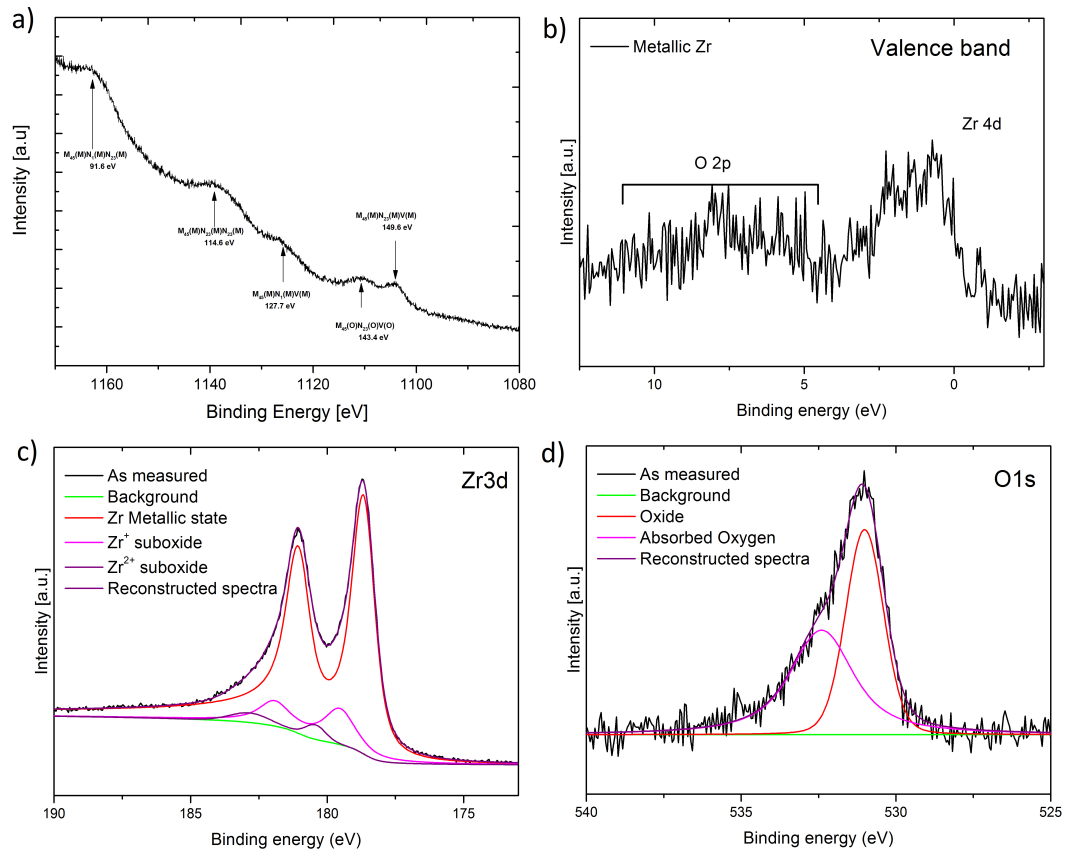 a)
Intensity [a.u]
M45(M)N1(M)N23(M)
91.6 eV
M45(M)N23(M)N23(M)
114.6 eV
M45(M)N1(M)V(M)
127.7 eV
M45(M)N23(M)V(M)
149.6 eV
M45(O)N23(O)V(O)
143.4 eV
1160 1140 1120 1100 1080
Binding Energy [eV]
b)
Metallic Zr
Valence band
Zr 4d
O 2p
Intensity [a.u.]
10 5 0
Binding energy (eV)
c)
As measured
Background
Zr Metallic state
Zr+ suboxide
Zr2+ suboxide
Reconstructed spectra
Zr3d
Intensity [a.u.]
190 185 180 175
Binding energy (eV)
d)
As measured
Background
Oxide
Absorbed Oxygen
Reconstructed spectra
O1s
Intensity [a.u.]
540 535 530 525
Binding energy (eV)